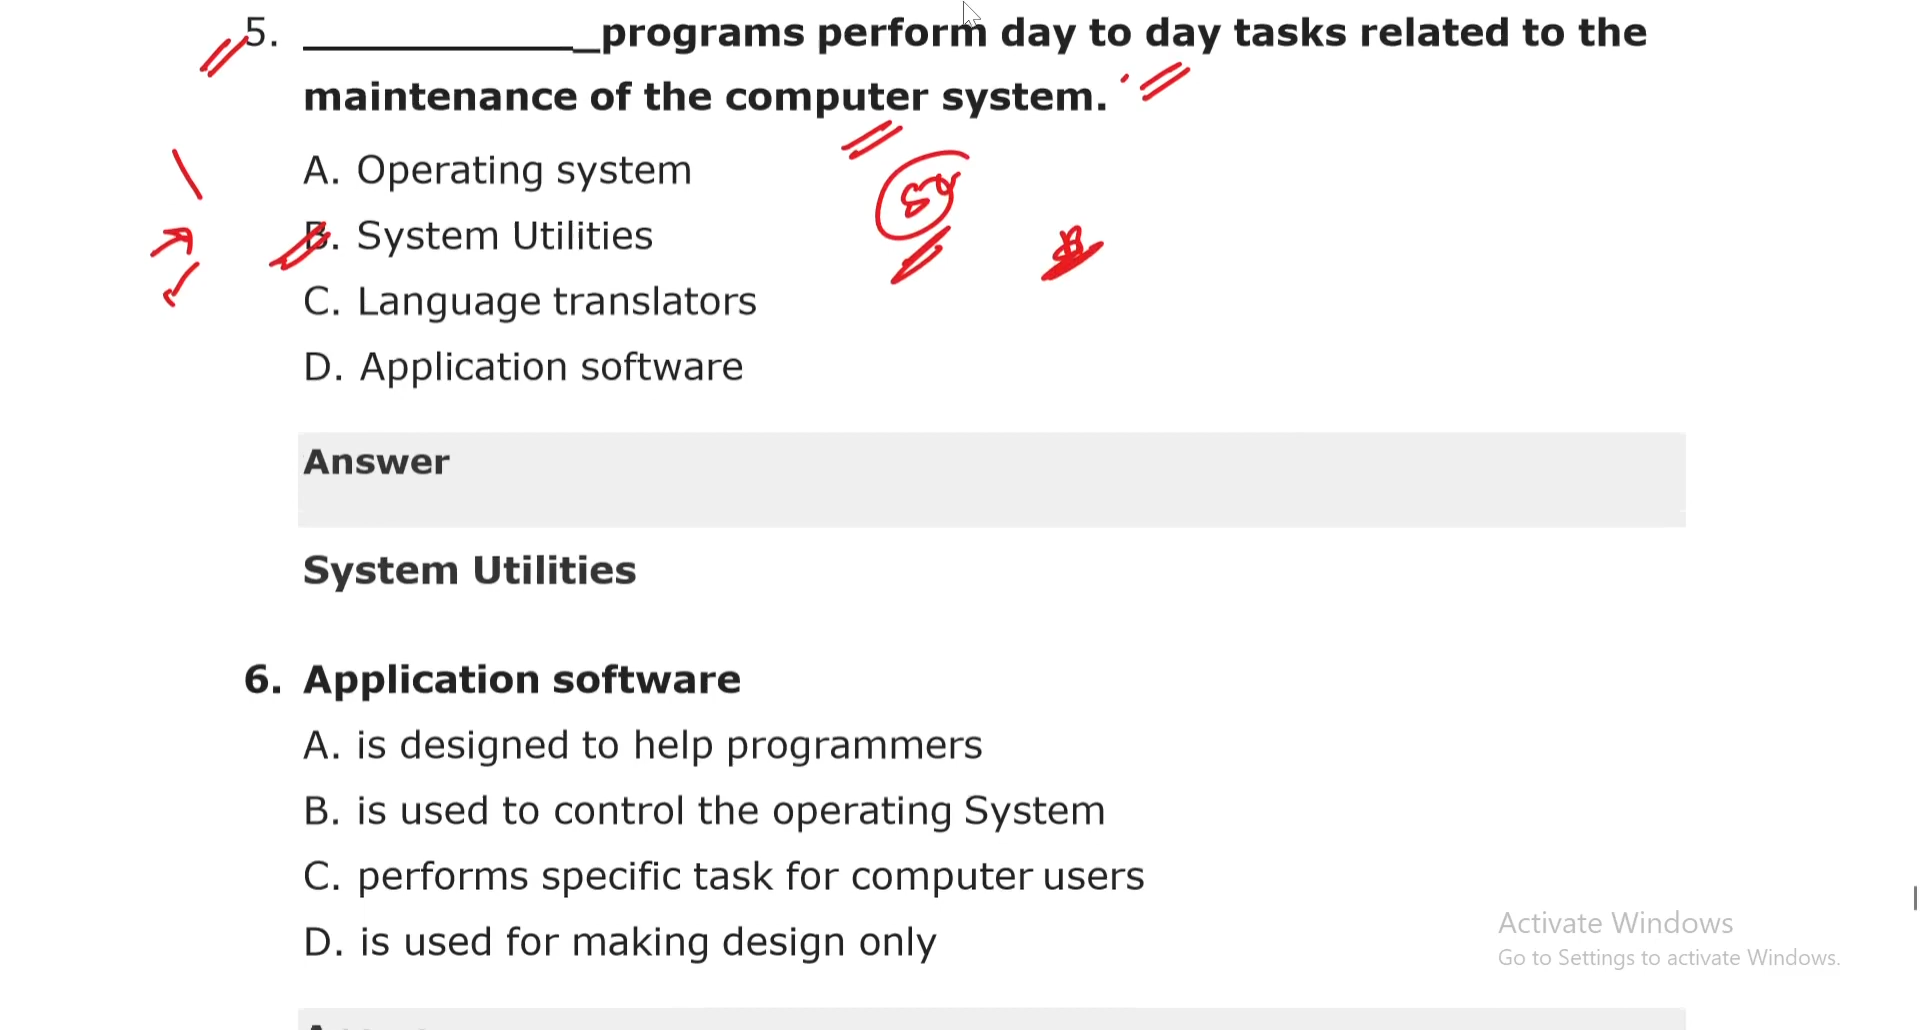 5. ______________programs perform day to day tasks related to the
maintenance of the computer system.
A. Operating system
B. System Utilities
C. Language translators
D. Application software
Answer
System Utilities
6. Application software
A. is designed to help programmers
B. is used to control the operating System
C. performs specific task for computer users
D. is used for making design only
Activate Windows
Go to Settings to activate Windows.